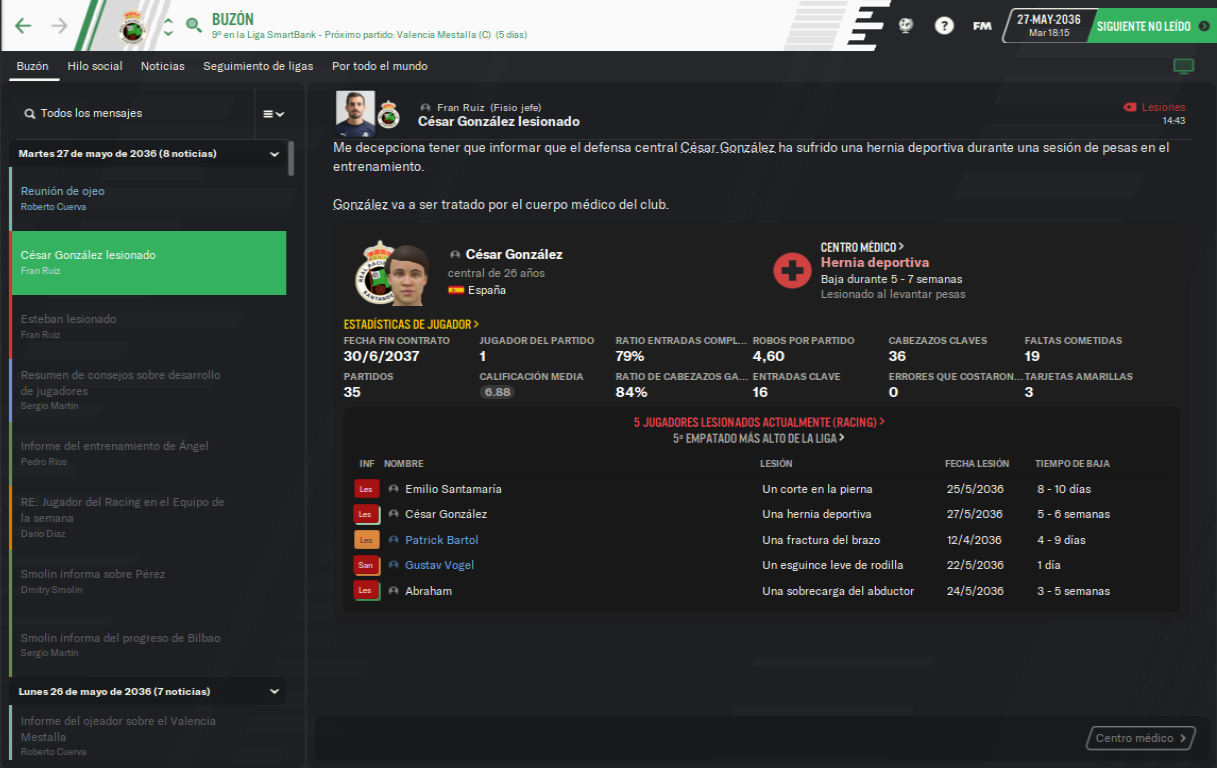 BUZÓN
9º en la Liga SmartBank - Próximo partido: Valencia Mestalla (C) (5 días)
?
FM
27-MAY-2036
Mar 18:15
SIGUIENTE NO LEÍDO
Buzón Hilo social Noticias Seguimiento de ligas Por todo el mundo
Todos los mensajes
Martes 27 de mayo de 2036 (8 noticias)
Reunión de ojeo
Roberto Cuerva
César González lesionado
Fran Ruiz
Esteban lesionado
Fran Ruiz
Resumen de consejos sobre desarrollo
de jugadores
Sergio Martín
Informe del entrenamiento de Ángel
Pedro Ríos
RE: Jugador del Racing en el Equipo de
la semana
Darío Díaz
Smolin informa sobre Pérez
Dmitry Smolin
Smolin informa del progreso de Bilbao
Sergio Martín
Lunes 26 de mayo de 2036 (7 noticias)
Informe del ojeador sobre el Valencia
Mestalla
Roberto Cuerva
Fran Ruiz (Fisio jefe)
César González lesionado
Lesiones
14:43
Me decepciona tener que informar que el defensa central César González ha sufrido una hernia deportiva durante una sesión de pesas en el
entrenamiento.
González va a ser tratado por el cuerpo médico del club.
César González
central de 26 años
España
CENTRO MÉDICO
Hernia deportiva
Baja durante 5 - 7 semanas
Lesionado al levantar pesas
ESTADÍSTICAS DE JUGADOR
FECHA FIN CONTRATO JUGADOR DEL PARTIDO RATIO ENTRADAS COMPL... ROBOS POR PARTIDO CABEZAZOS CLAVES FALTAS COMETIDAS
30/6/2037 1 79% 4,60 36 19
PARTIDOS CALIFICACIÓN MEDIA RATIO DE CABEZAZOS GA... ENTRADAS CLAVE ERRORES QUE COSTARON... TARJETAS AMARILLAS
35 6.88 84% 16 0 3
5 JUGADORES LESIONADOS ACTUALMENTE (RACING)
5º EMPATADO MÁS ALTO DE LA LIGA
INF NOMBRE LESIÓN FECHA LESIÓN TIEMPO DE BAJA
Les Emilio Santamaría Un corte en la pierna 25/5/2036 8 - 10 días
Les César González Una hernia deportiva 27/5/2036 5 - 6 semanas
Les Patrick Bartol Una fractura del brazo 12/4/2036 4 - 9 días
San Gustav Vogel Un esguince leve de rodilla 22/5/2036 1 día
Les Abraham Una sobrecarga del abductor 24/5/2036 3 - 5 semanas
Centro médico